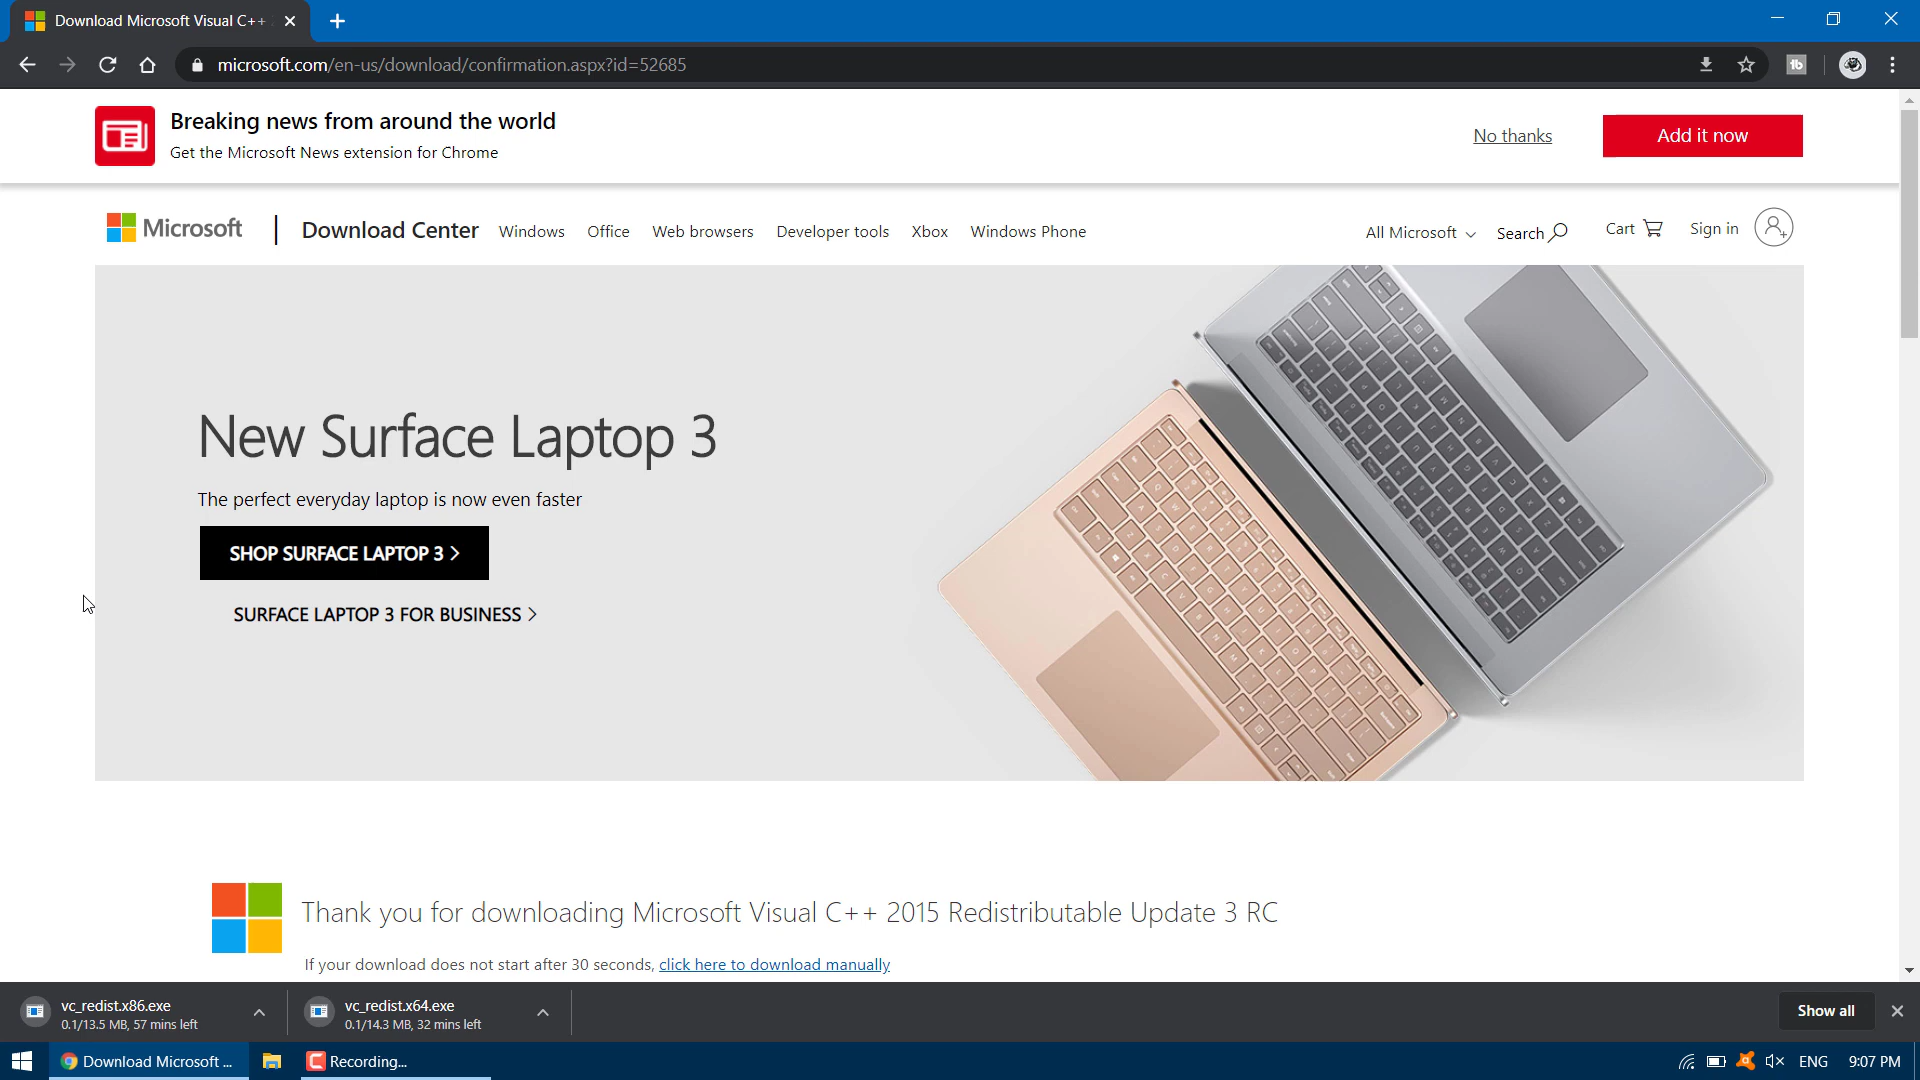 Download Microsoft Visual C++
microsoft.com/en-us/download/confirmation.aspx?id=52685
Breaking news from around the world
Get the Microsoft News extension for Chrome
No thanks
Add it now
Microsoft
Download Center
Windows
Office
Web browsers
Developer tools
Xbox
Windows Phone
All Microsoft
Search
Cart
Sign in
New Surface Laptop 3
The perfect everyday laptop is now even faster
SHOP SURFACE LAPTOP 3 >
SURFACE LAPTOP 3 FOR BUSINESS >
Thank you for downloading Microsoft Visual C++ 2015 Redistributable Update 3 RC
If your download does not start after 30 seconds, click here to download manually
vc_redist.x86.exe
0.1/13.5 MB, 57 mins left
vc_redist.x64.exe
0.1/14.3 MB, 32 mins left
Show all
Download Microsoft ...
Recording...
ENG
9:07 PM